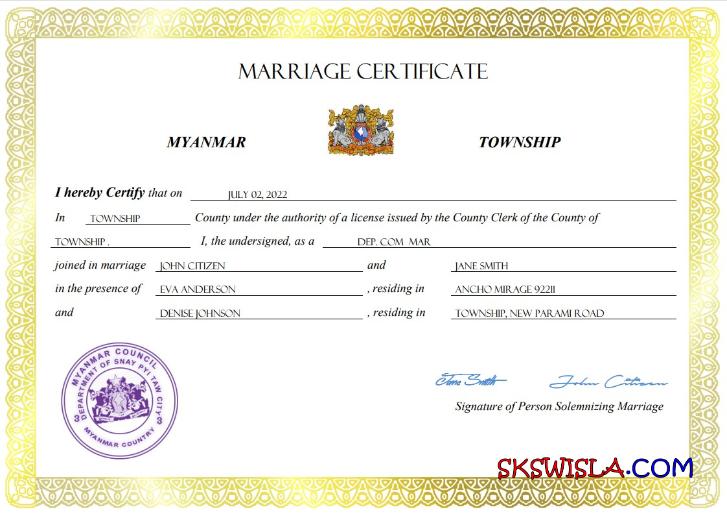 MARRIAGE CERTIFICATE
MYANMAR TOWNSHIP
I hereby Certify that on JULY 02, 2022
In TOWNSHIP County under the authority of a license issued by the County Clerk of the County of
TOWNSHIP , I, the undersigned, as a DEP. COM MAR
joined in marriage JOHN CITIZEN and JANE SMITH
in the presence of EVA ANDERSON , residing in ANCHO MIRAGE 92211
and DENISE JOHNSON , residing in TOWNSHIP, NEW PARAMI ROAD
MYANMAR COUNCIL
DEPARTMENT OF SNAY PYI TAW CITY
MYANMAR COUNTRY
Jane Smith John Citizen
Signature of Person Solemnizing Marriage
SKSWISLA.COM